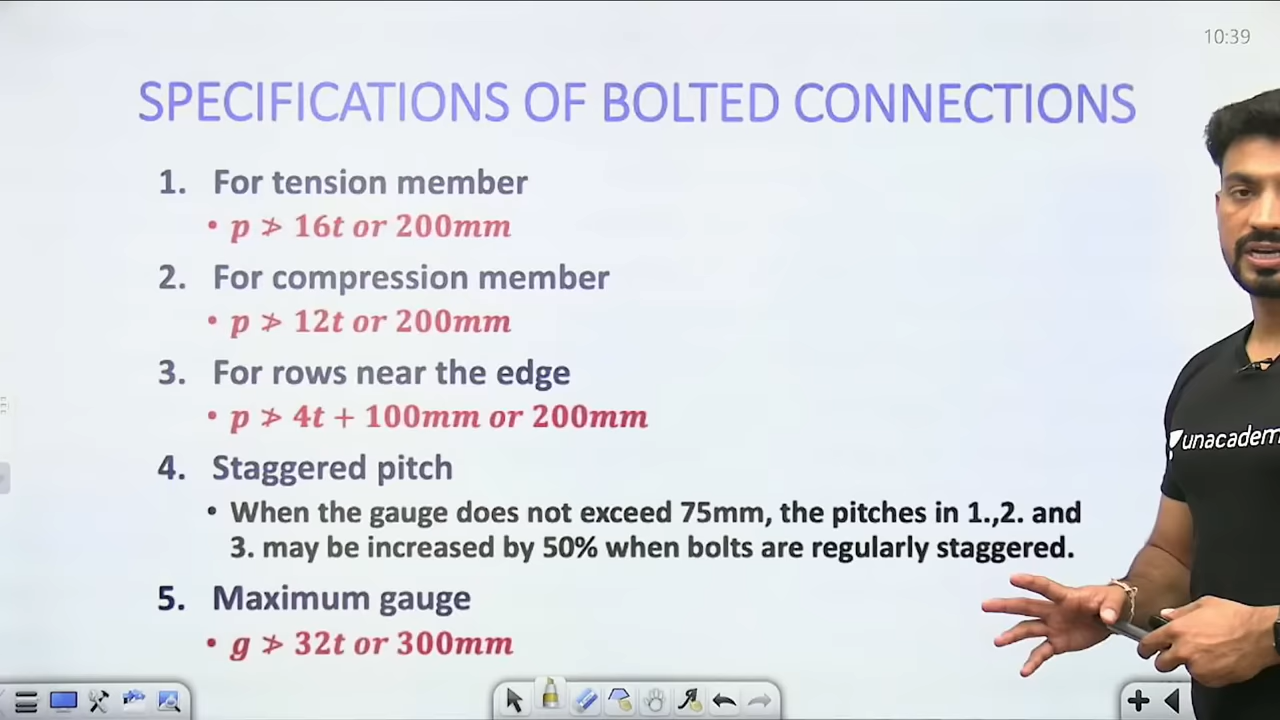 10:39
SPECIFICATIONS OF BOLTED CONNECTIONS
1. For tension member
• p ≯ 16t or 200mm
2. For compression member
• p ≯ 12t or 200mm
3. For rows near the edge
• p ≯ 4t + 100mm or 200mm
4. Staggered pitch
• When the gauge does not exceed 75mm, the pitches in 1.,2. and
3. may be increased by 50% when bolts are regularly staggered.
5. Maximum gauge
• g ≯ 32t or 300mm
unacadem